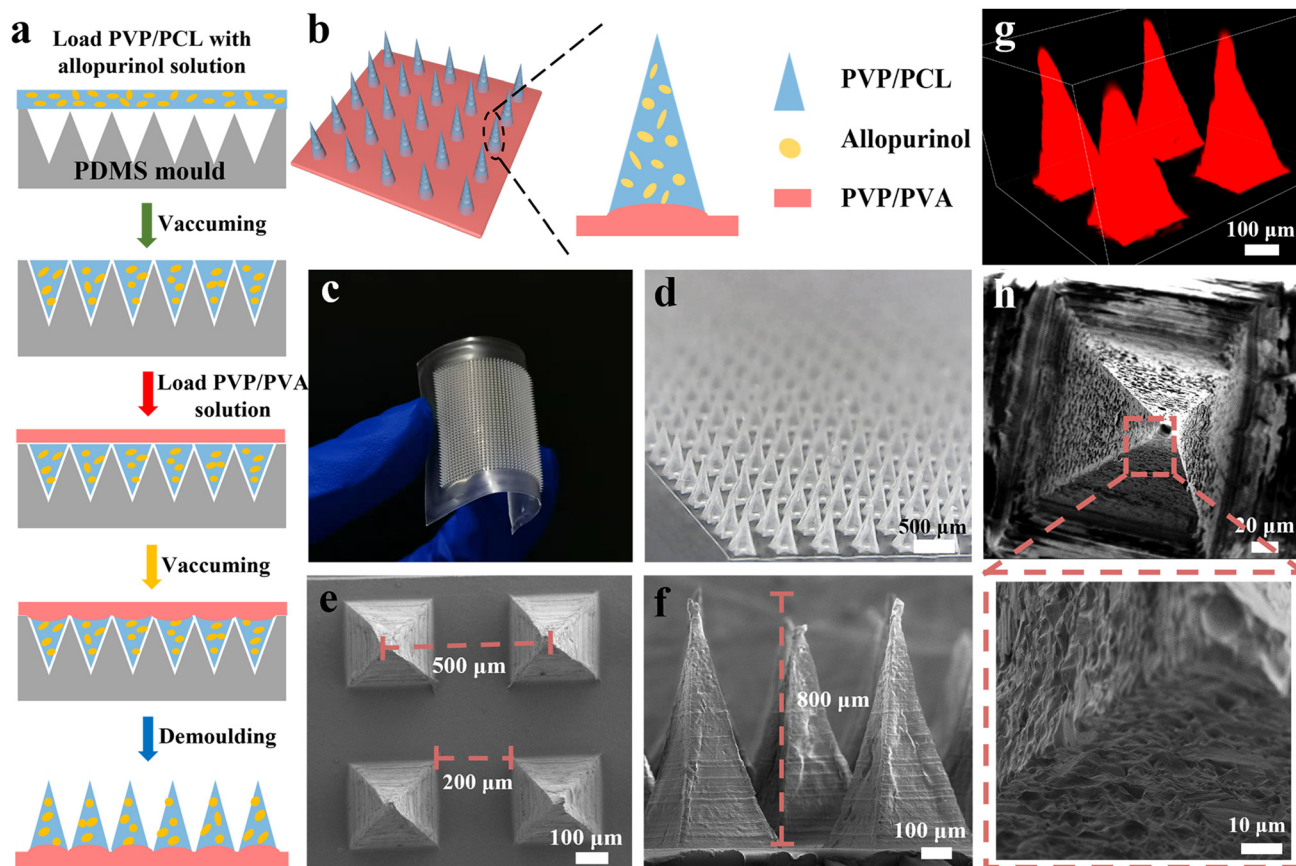 a
Load PVP/PCL with
allopurinol solution
PDMS mould
Vaccuming
Load PVP/PVA
solution
Vaccuming
Demoulding
b
PVP/PCL
Allopurinol
PVP/PVA
c
d
500 μm
e
500 μm
200 μm
100 μm
f
800 μm
100 μm
g
100 μm
h
20 μm
10 μm